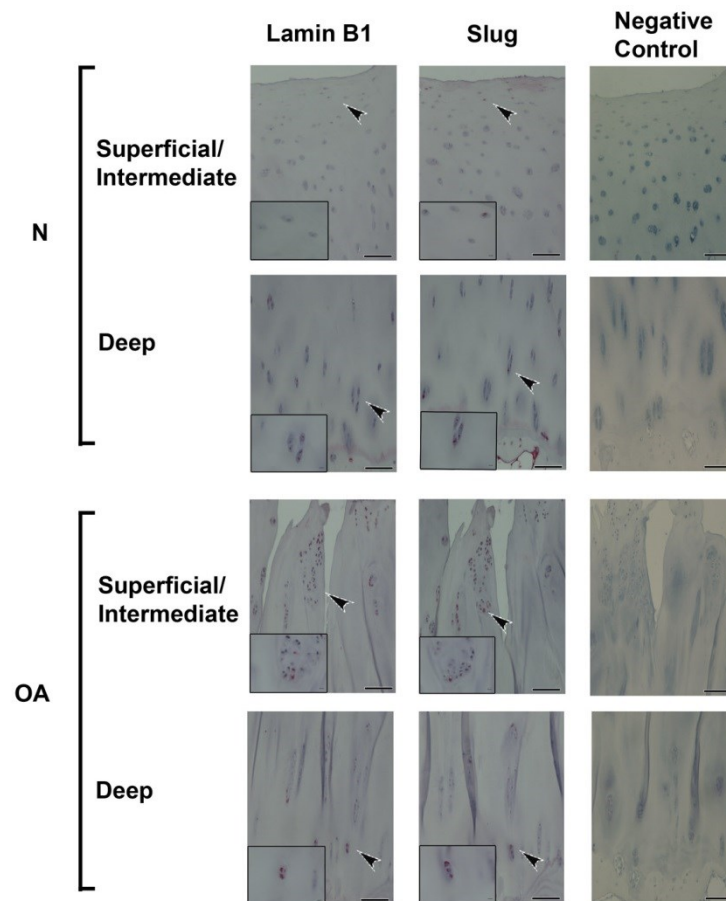 Lamin B1
Slug
Negative
Control
N
Superficial/
Intermediate
Deep
OA
Superficial/
Intermediate
Deep